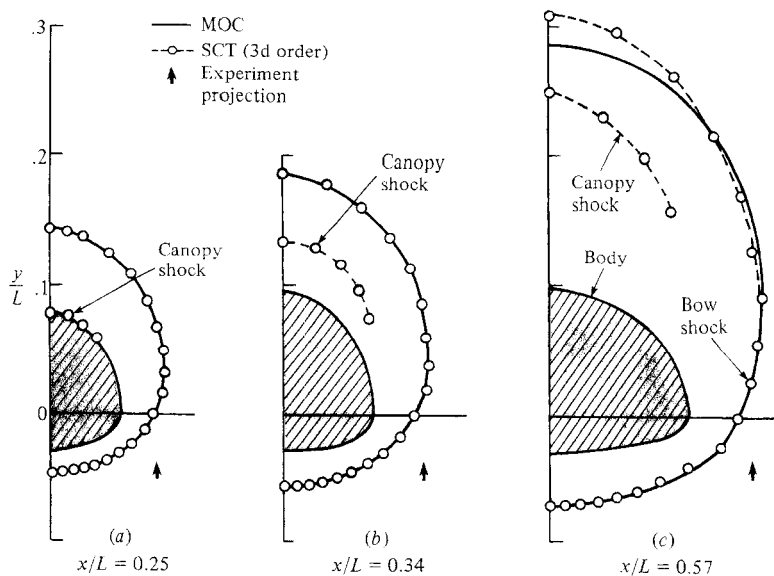 MOC
SCT (3d order)
Experiment
projection
.3
.2
y/L
.1
0
Canopy
shock
(a)
x/L = 0.25
Canopy
shock
(b)
x/L = 0.34
Canopy
shock
Body
Bow
shock
(c)
x/L = 0.57